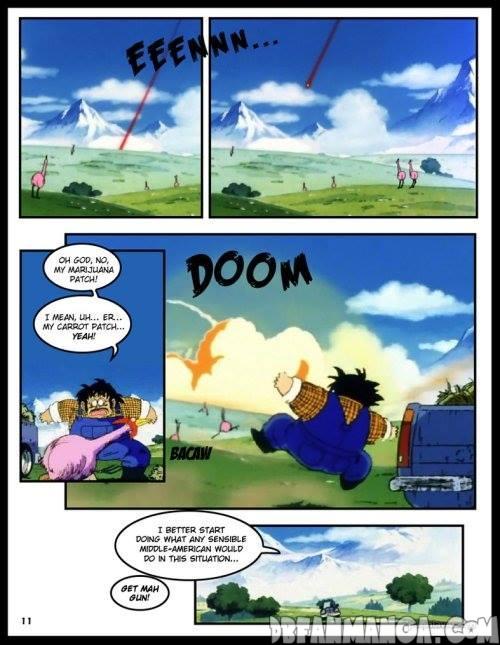 EEENNN...
OH GOD, NO,
MY MARIJUANA
PATCH!
I MEAN, UH... ER...
MY CARROT PATCH...
YEAH!
DOOM
BACAW
I BETTER START
DOING WHAT ANY SENSIBLE
MIDDLE-AMERICAN WOULD
DO IN THIS SITUATION...
GET MAH
GUN!
11
DBFANMANGA.COM